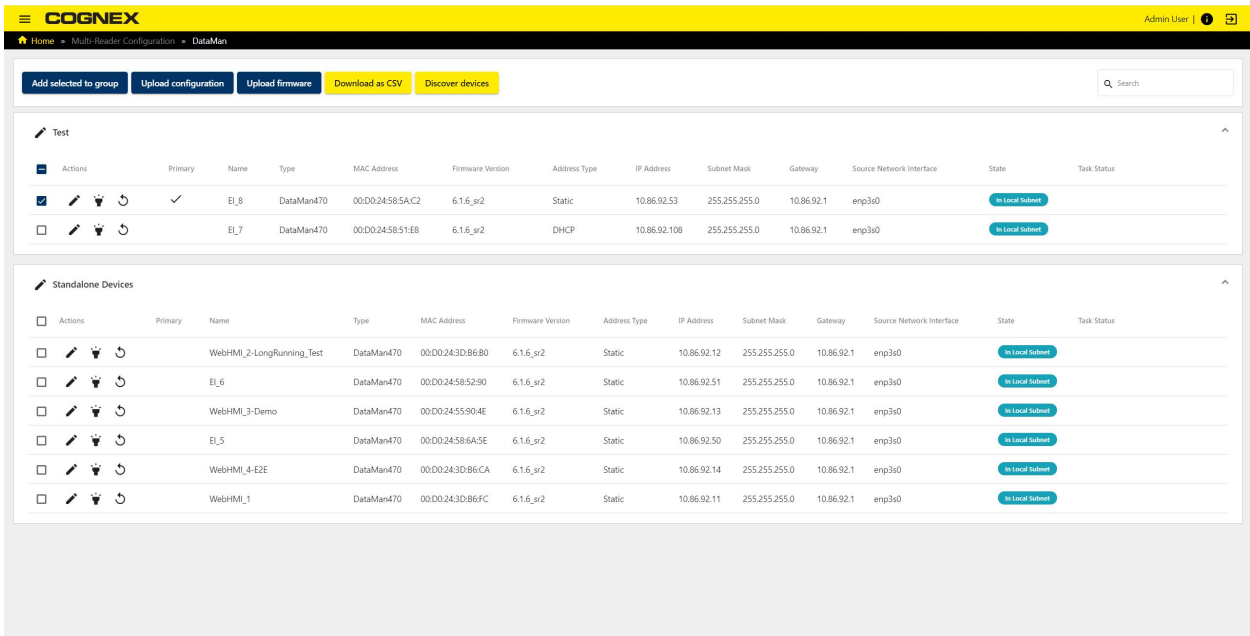 COGNEX Admin User |
Home » Multi-Reader Configuration » DataMan
Add selected to group Upload configuration Upload firmware Download as CSV Discover devices Search
Test
Actions Primary Name Type MAC Address Firmware Version Address Type IP Address Subnet Mask Gateway Source Network Interface State Task Status
EI_8 DataMan470 00:D0:24:58:5A:C2 6.1.6_sr2 Static 10.86.92.53 255.255.255.0 10.86.92.1 enp3s0 In Local Subnet
EI_7 DataMan470 00:D0:24:58:51:E8 6.1.6_sr2 DHCP 10.86.92.108 255.255.255.0 10.86.92.1 enp3s0 In Local Subnet
Standalone Devices
Actions Primary Name Type MAC Address Firmware Version Address Type IP Address Subnet Mask Gateway Source Network Interface State Task Status
WebHMI_2-LongRunning_Test DataMan470 00:D0:24:3D:B6:B0 6.1.6_sr2 Static 10.86.92.12 255.255.255.0 10.86.92.1 enp3s0 In Local Subnet
EI_6 DataMan470 00:D0:24:58:52:90 6.1.6_sr2 Static 10.86.92.51 255.255.255.0 10.86.92.1 enp3s0 In Local Subnet
WebHMI_3-Demo DataMan470 00:D0:24:55:90:4E 6.1.6_sr2 Static 10.86.92.13 255.255.255.0 10.86.92.1 enp3s0 In Local Subnet
EI_5 DataMan470 00:D0:24:58:6A:5E 6.1.6_sr2 Static 10.86.92.50 255.255.255.0 10.86.92.1 enp3s0 In Local Subnet
WebHMI_4-E2E DataMan470 00:D0:24:3D:B6:CA 6.1.6_sr2 Static 10.86.92.14 255.255.255.0 10.86.92.1 enp3s0 In Local Subnet
WebHMI_1 DataMan470 00:D0:24:3D:B6:FC 6.1.6_sr2 Static 10.86.92.11 255.255.255.0 10.86.92.1 enp3s0 In Local Subnet